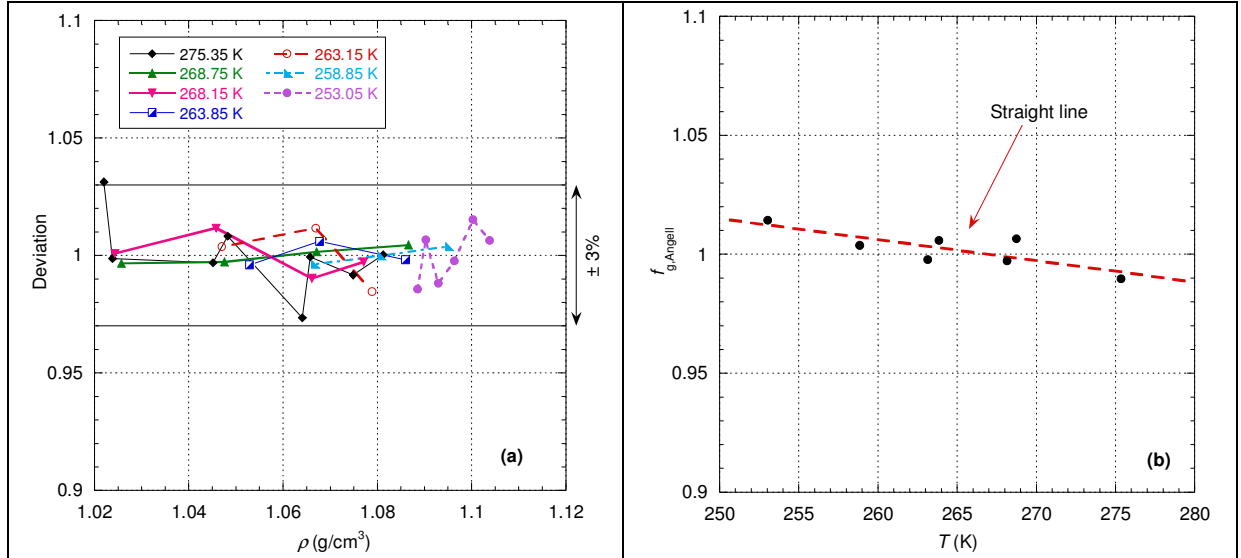 1.1
1.05
1
0.95
0.9
Deviation
275.35 K
268.75 K
268.15 K
263.85 K
263.15 K
258.85 K
253.05 K
± 3%
(a)
1.02 1.04 1.06 1.08 1.1 1.12
ρ (g/cm³)
1.1
1.05
1
0.95
0.9
f g,Angell
Straight line
(b)
250 255 260 265 270 275 280
T (K)